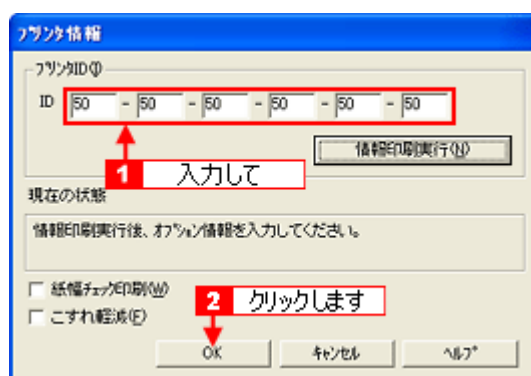 プリンタ情報
プリンタID(I)
ID 50 - 50 - 50 - 50 - 50 - 50
情報印刷実行(N)
1 入力して
現在の状態
情報印刷実行後、オプション情報を入力してください。
紙幅チェック印刷(W)
2 クリックします
こすれ軽減(F)
OK キャンセル ヘルプ